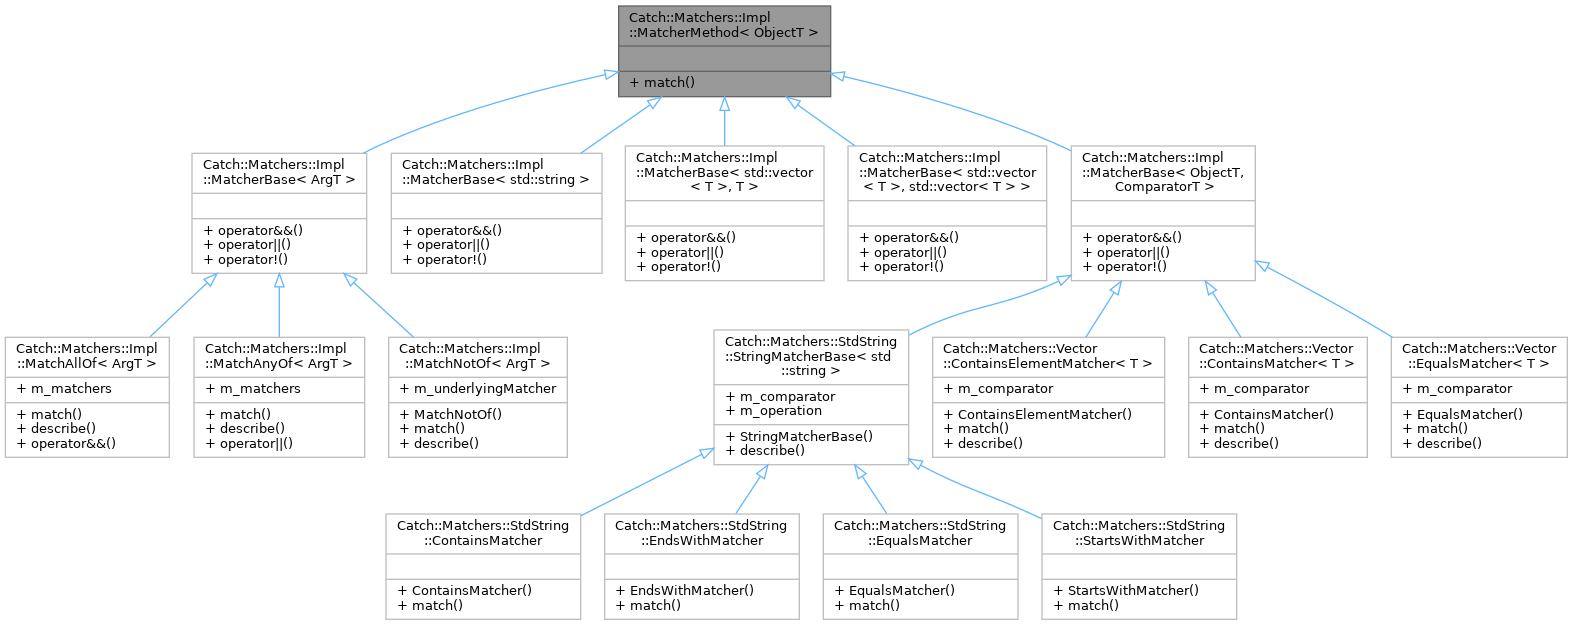 Catch::Matchers::Impl
::MatcherMethod< ObjectT >
+ match()
Catch::Matchers::Impl
::MatcherBase< ArgT >
+ operator&&()
+ operator||()
+ operator!()
Catch::Matchers::Impl
::MatcherBase< std::string >
+ operator&&()
+ operator||()
+ operator!()
Catch::Matchers::Impl
::MatcherBase< std::vector
< T >, T >
+ operator&&()
+ operator||()
+ operator!()
Catch::Matchers::Impl
::MatcherBase< std::vector
< T >, std::vector< T > >
+ operator&&()
+ operator||()
+ operator!()
Catch::Matchers::Impl
::MatcherBase< ObjectT,
ComparatorT >
+ operator&&()
+ operator||()
+ operator!()
Catch::Matchers::Impl
::MatchAllOf< ArgT >
+ m_matchers
+ match()
+ describe()
+ operator&&()
Catch::Matchers::Impl
::MatchAnyOf< ArgT >
+ m_matchers
+ match()
+ describe()
+ operator||()
Catch::Matchers::Impl
::MatchNotOf< ArgT >
+ m_underlyingMatcher
+ MatchNotOf()
+ match()
+ describe()
Catch::Matchers::StdString
::StringMatcherBase< std
::string >
+ m_comparator
+ m_operation
+ StringMatcherBase()
+ describe()
Catch::Matchers::Vector
::ContainsElementMatcher< T >
+ m_comparator
+ ContainsElementMatcher()
+ match()
+ describe()
Catch::Matchers::Vector
::ContainsMatcher< T >
+ m_comparator
+ ContainsMatcher()
+ match()
+ describe()
Catch::Matchers::Vector
::EqualsMatcher< T >
+ m_comparator
+ EqualsMatcher()
+ match()
+ describe()
Catch::Matchers::StdString
::ContainsMatcher
+ ContainsMatcher()
+ match()
Catch::Matchers::StdString
::EndsWithMatcher
+ EndsWithMatcher()
+ match()
Catch::Matchers::StdString
::EqualsMatcher
+ EqualsMatcher()
+ match()
Catch::Matchers::StdString
::StartsWithMatcher
+ StartsWithMatcher()
+ match()